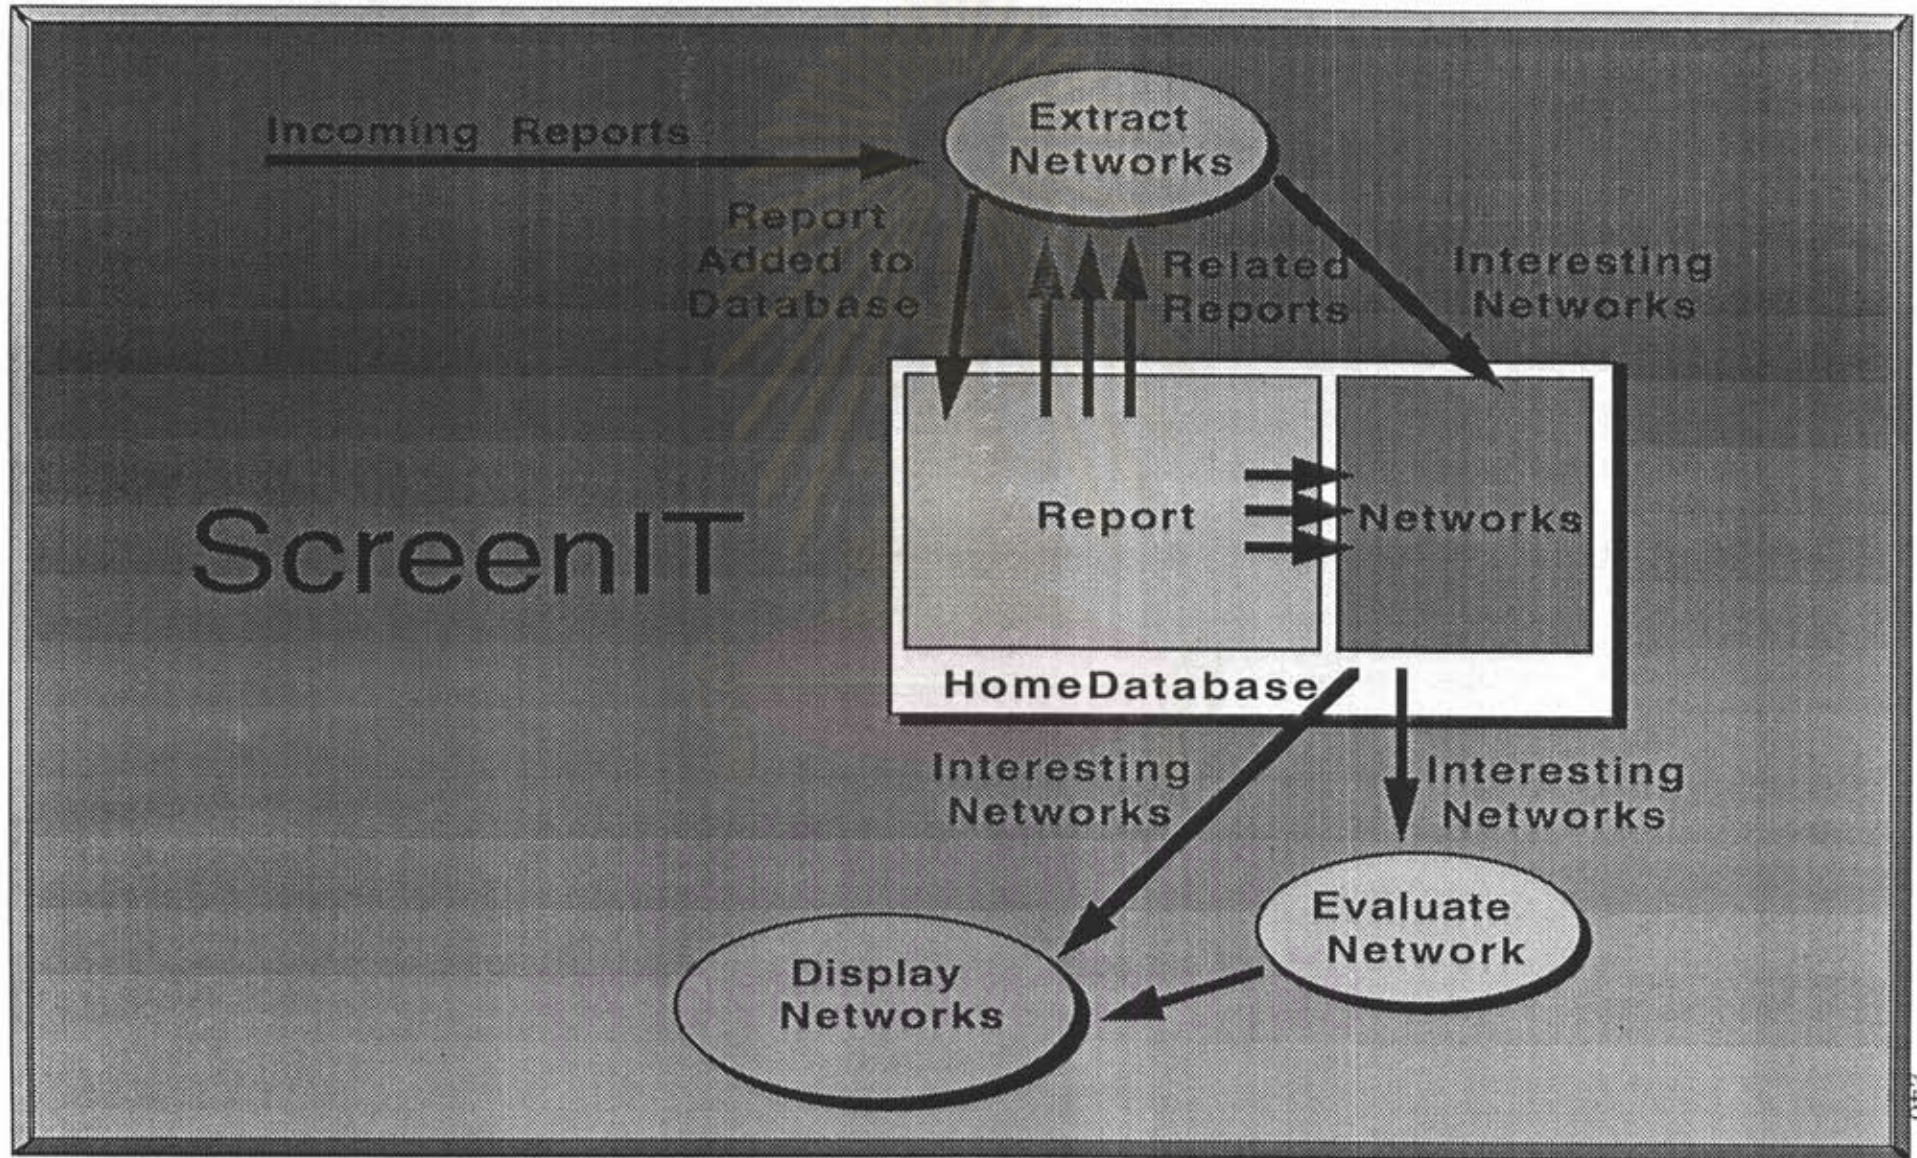 Incoming Reports
Extract
Networks
Report
Added to
Database
Related
Reports
Interesting
Networks
ScreenIT
Report
Networks
HomeDatabase
Interesting
Networks
Interesting
Networks
Evaluate
Network
Display
Networks